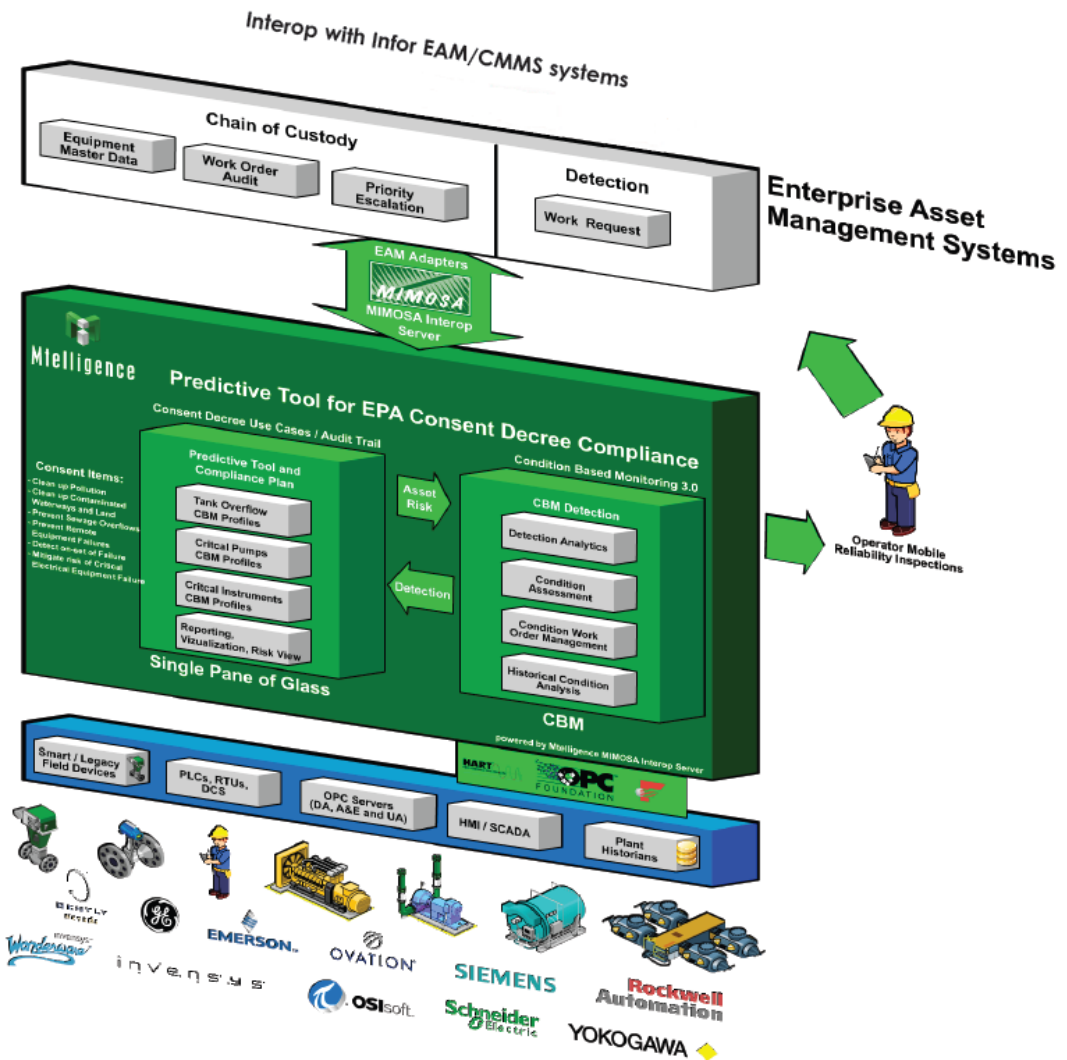 Interop with Infor EAM/CMMS systems
Chain of Custody
Equipment
Master Data
Work Order
Audit
Priority
Escalation
Detection
Work Request
Enterprise Asset
Management Systems
EAM Adapters
MIMOSA
MIMOSA Interop
Server
Mtelligence
Predictive Tool for EPA Consent Decree Compliance
Consent Decree Use Cases / Audit Trail
Consent Items:
- Clean up Pollution
- Clean up Contaminated
Waterways and Land
- Prevent Sewage Overflows
- Prevent Remote
Equipment Failures
- Detect on-set of Failure
- Mitigate risk of Critical
Electrical Equipment Failure
Predictive Tool and
Compliance Plan
Tank Overflow
CBM Profiles
Critcal Pumps
CBM Profiles
Critcal Instruments
CBM Profiles
Reporting,
Vizualization, Risk View
Single Pane of Glass
Asset
Risk
Detection
Condition Based Monitoring 3.0
CBM Detection
Detection Analytics
Condition
Assessment
Condition Work
Order Management
Historical Condition
Analysis
CBM
powered by Mtelligence MIMOSA Interop Server
Operator Mobile
Reliability Inspections
HART
OPC
FOUNDATION
Smart / Legacy
Field Devices
PLCs, RTUs,
DCS
OPC Servers
(DA, A&E and UA)
HMI / SCADA
Plant
Historians
BENTLY
Nevada
GE
EMERSON
OVATION
SIEMENS
Rockwell
Automation
invensys
Wonderware
invensys
OSIsoft.
Schneider
Electric
YOKOGAWA